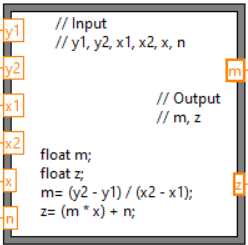 // Input
// y1, y2, x1, x2, x, n
y1
y2
m
// Output
// m, z
x1
x2
float m;
float z;
m= (y2 - y1) / (x2 - x1);
z= (m * x) + n;
x
z
n